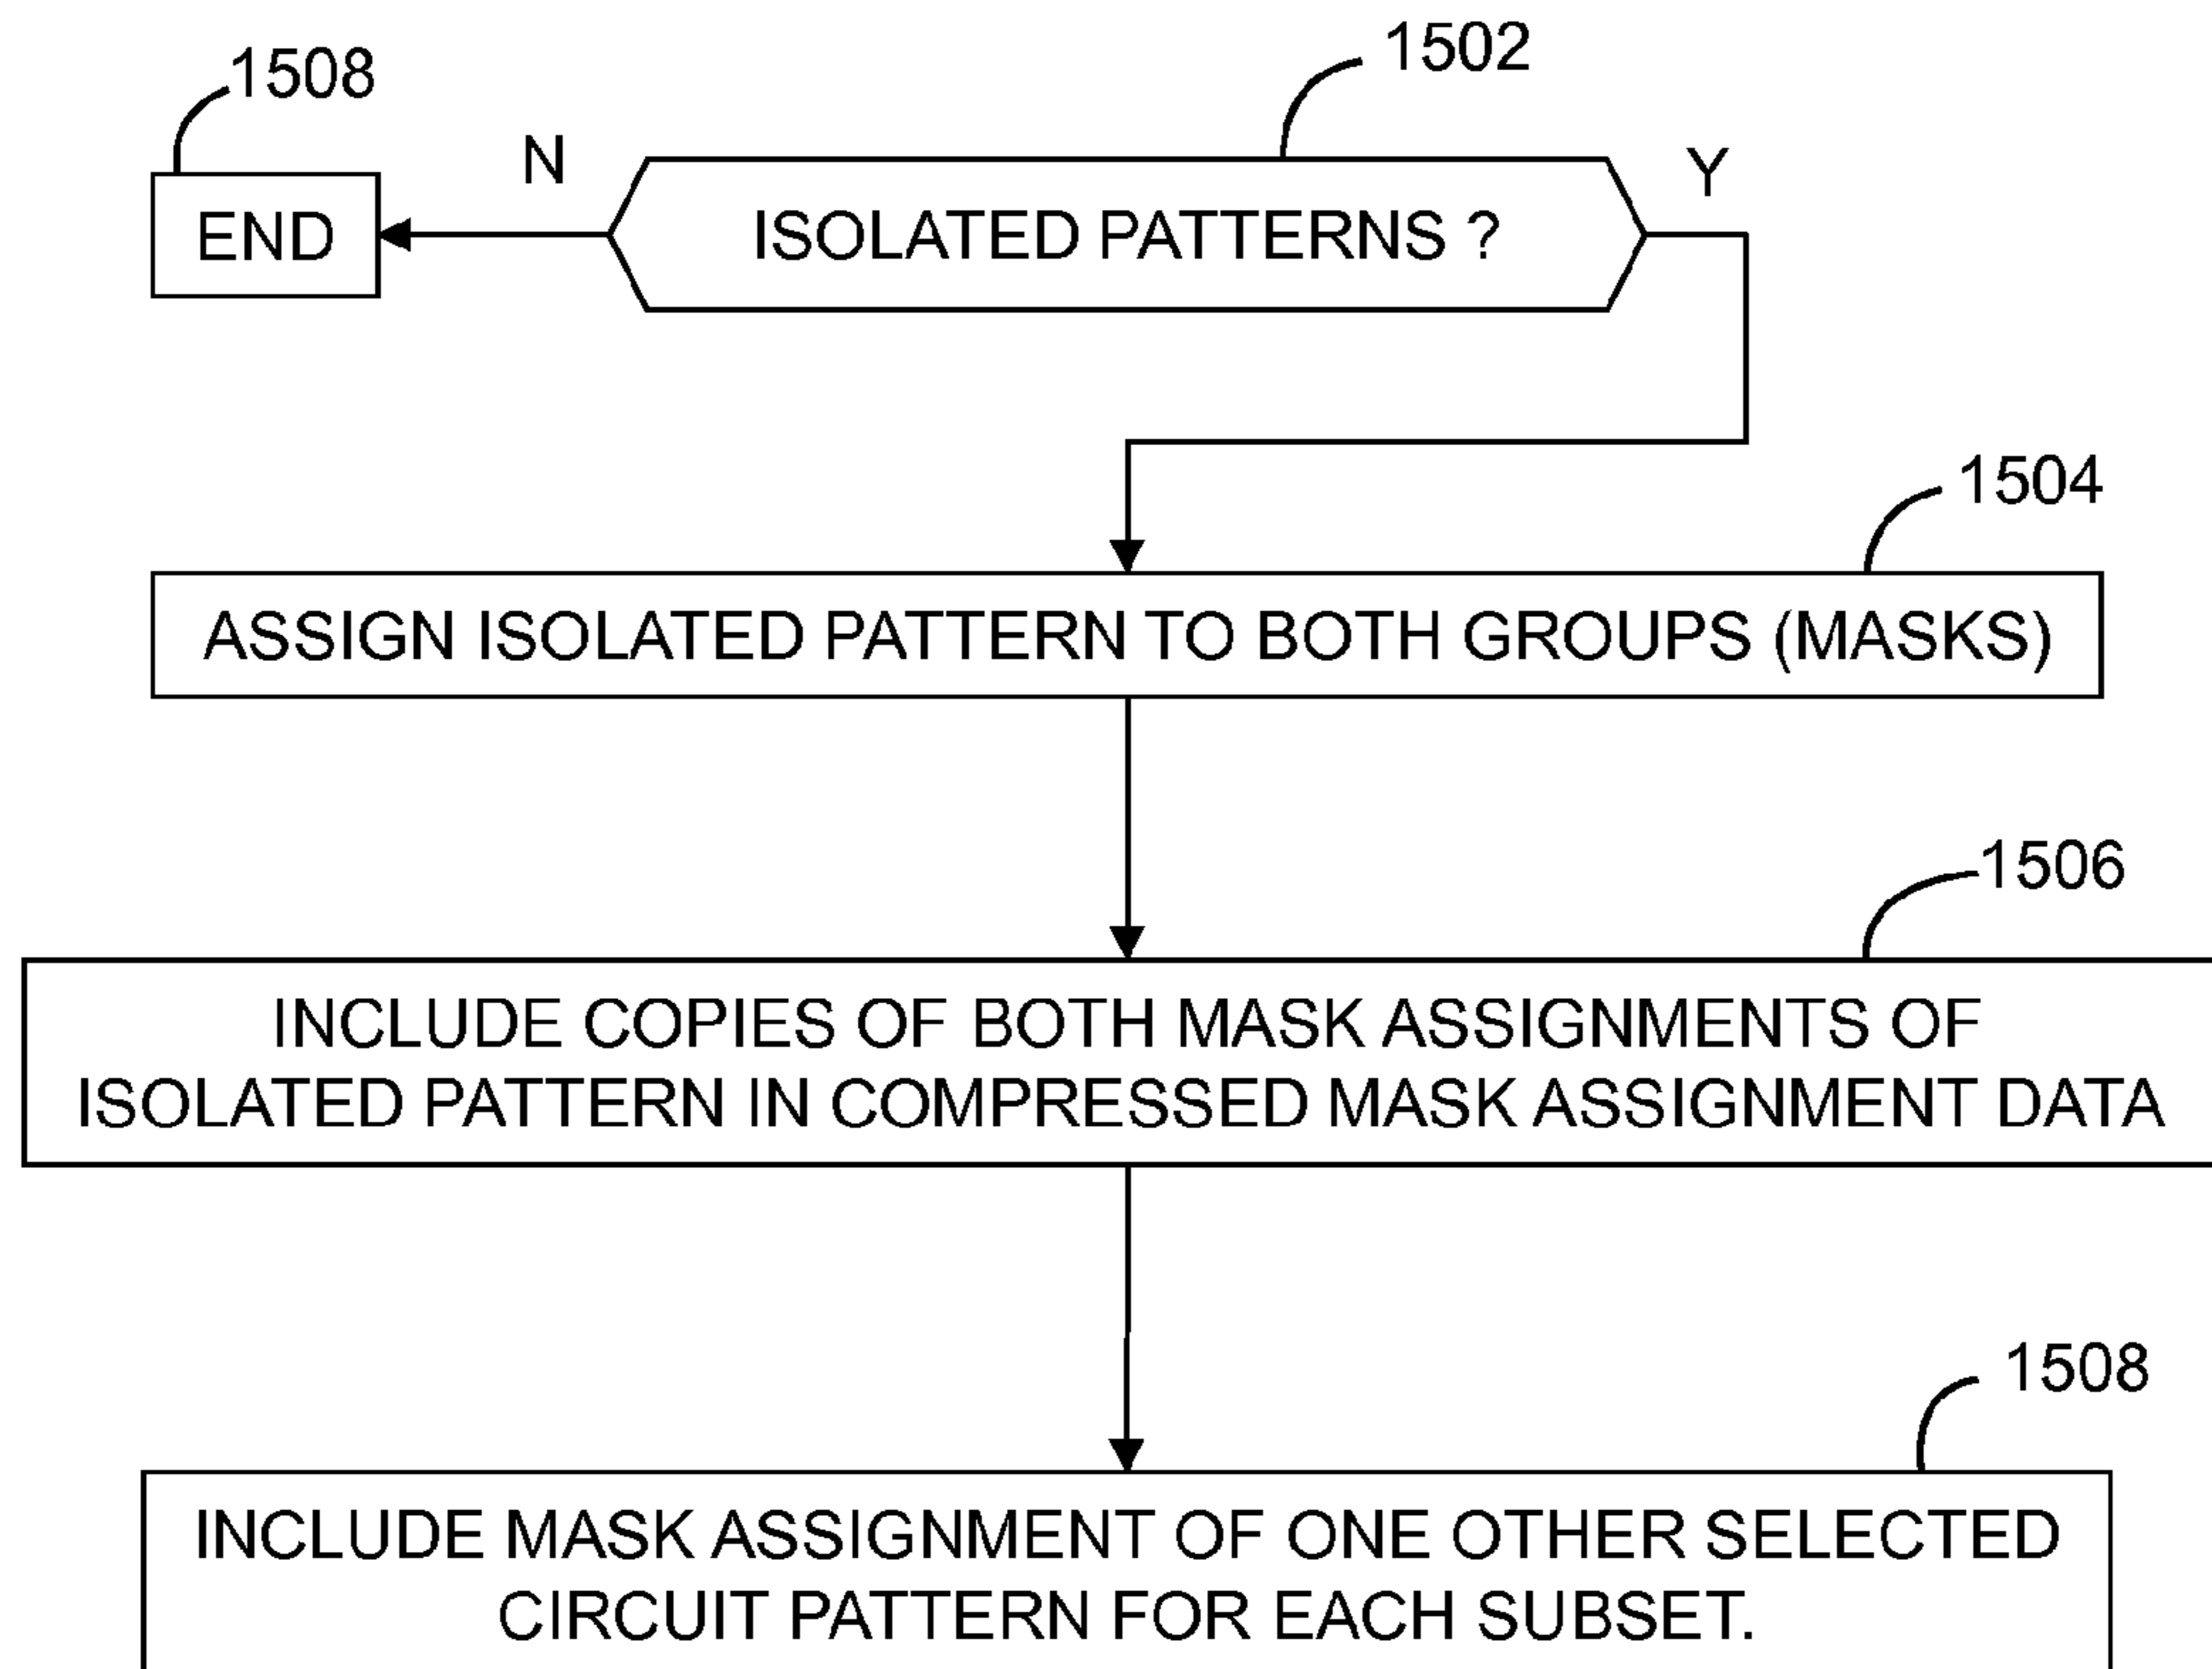 1508
1502
N
Y
END
ISOLATED PATTERNS ?
1504
ASSIGN ISOLATED PATTERN TO BOTH GROUPS (MASKS)
1506
INCLUDE COPIES OF BOTH MASK ASSIGNMENTS OF
ISOLATED PATTERN IN COMPRESSED MASK ASSIGNMENT DATA
1508
INCLUDE MASK ASSIGNMENT OF ONE OTHER SELECTED
CIRCUIT PATTERN FOR EACH SUBSET.